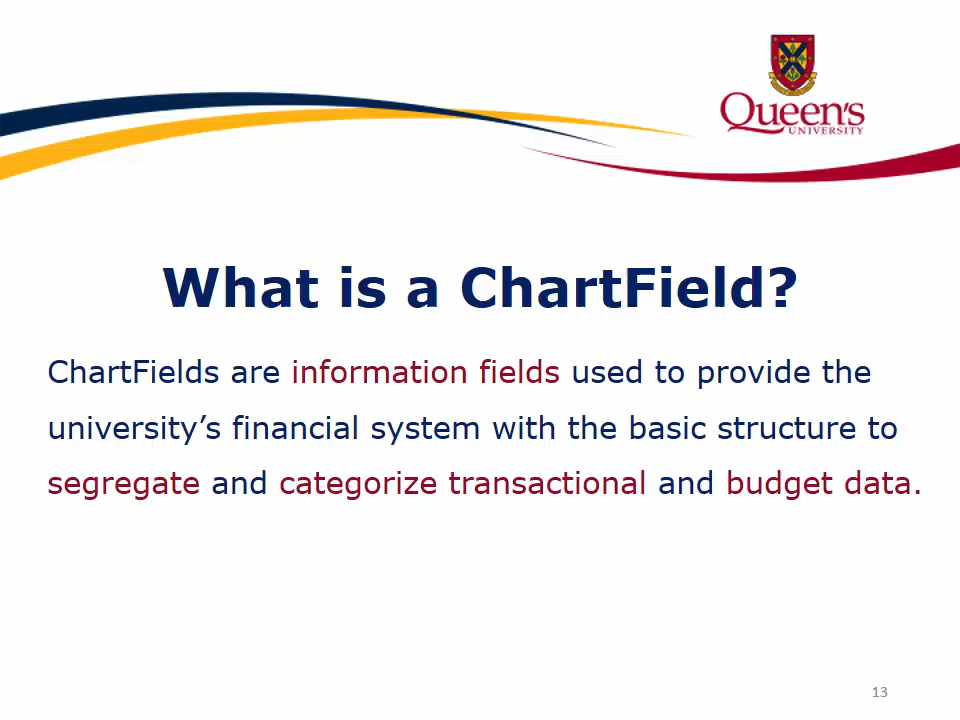 Queen's
UNIVERSITY
What is a ChartField?
ChartFields are information fields used to provide the
university’s financial system with the basic structure to
segregate and categorize transactional and budget data.
13